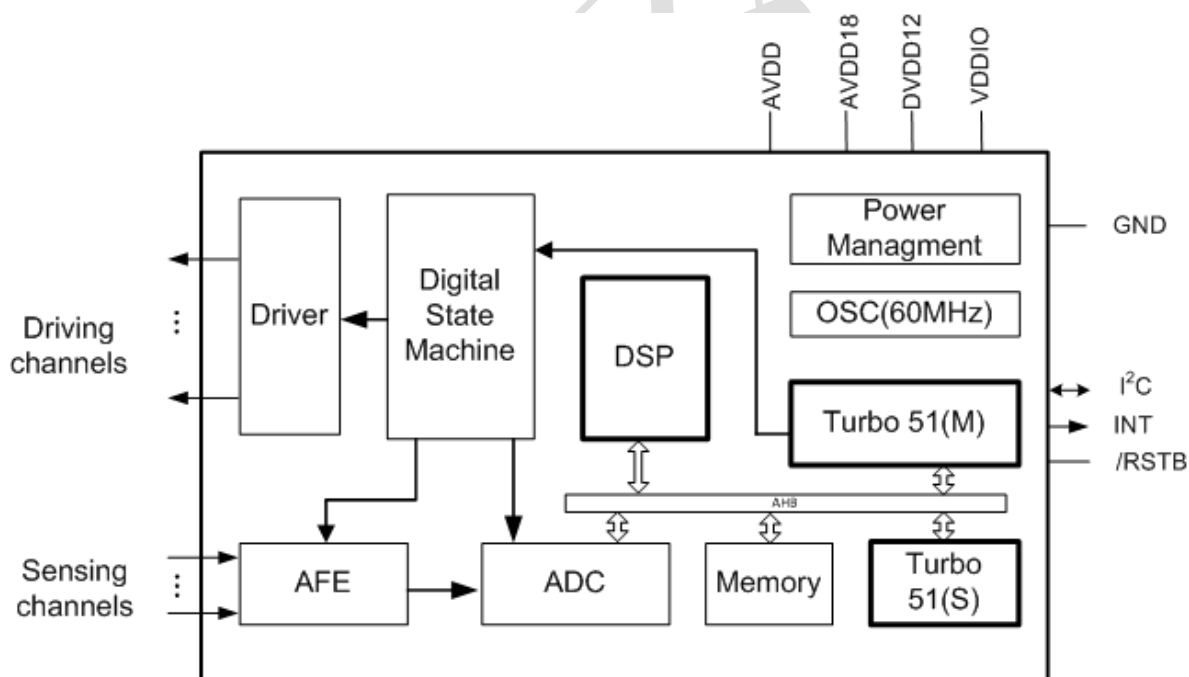 AVDD
AVDD18
DVDD12
VDDIO
Power
Managment
GND
OSC(60MHz)
Driver
Digital
State
Machine
DSP
Driving
channels
Turbo 51(M)
I²C
INT
/RSTB
AHB
Sensing
channels
AFE
ADC
Memory
Turbo
51(S)